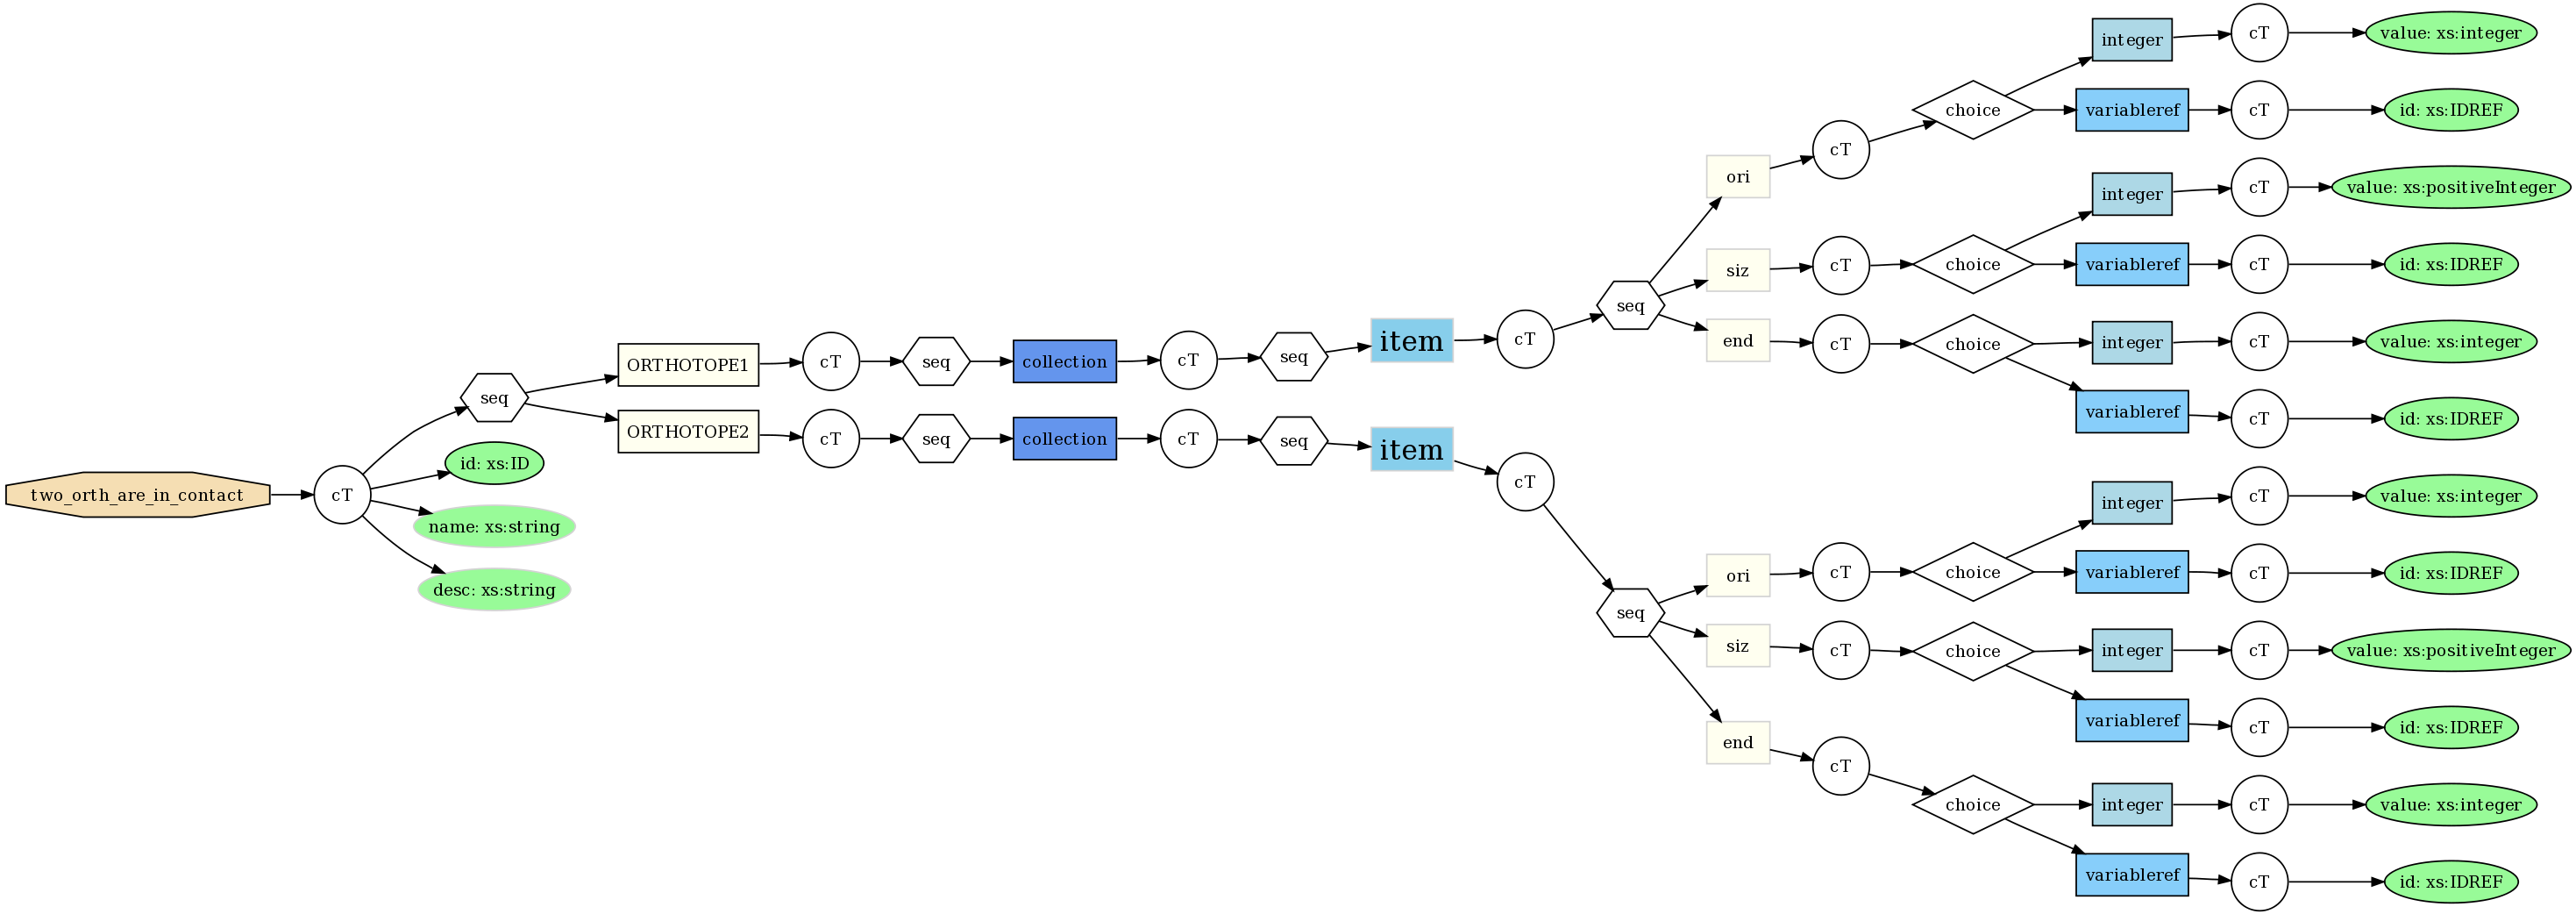 two_orth_are_in_contact
cT
seq
id: xs:ID
name: xs:string
desc: xs:string
ORTHOTOPE1
cT
seq
collection
cT
seq
item
cT
seq
ori
cT
choice
integer
cT
value: xs:integer
variableref
cT
id: xs:IDREF
siz
cT
choice
integer
cT
value: xs:positiveInteger
variableref
cT
id: xs:IDREF
end
cT
choice
integer
cT
value: xs:integer
variableref
cT
id: xs:IDREF
ORTHOTOPE2
cT
seq
collection
cT
seq
item
cT
seq
ori
cT
choice
integer
cT
value: xs:integer
variableref
cT
id: xs:IDREF
siz
cT
choice
integer
cT
value: xs:positiveInteger
variableref
cT
id: xs:IDREF
end
cT
choice
integer
cT
value: xs:integer
variableref
cT
id: xs:IDREF